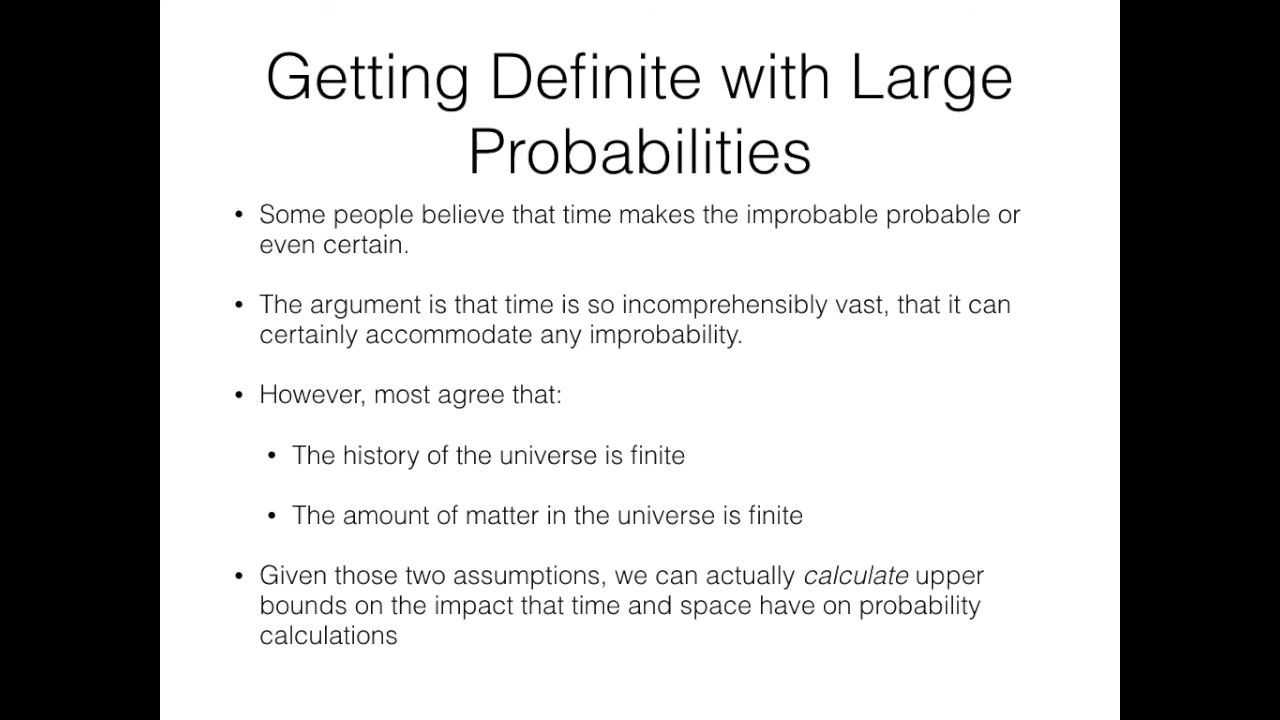 Getting Definite with Large
Probabilities
• Some people believe that time makes the improbable probable or
even certain.
• The argument is that time is so incomprehensibly vast, that it can
certainly accommodate any improbability.
• However, most agree that:
• The history of the universe is finite
• The amount of matter in the universe is finite
• Given those two assumptions, we can actually calculate upper
bounds on the impact that time and space have on probability
calculations